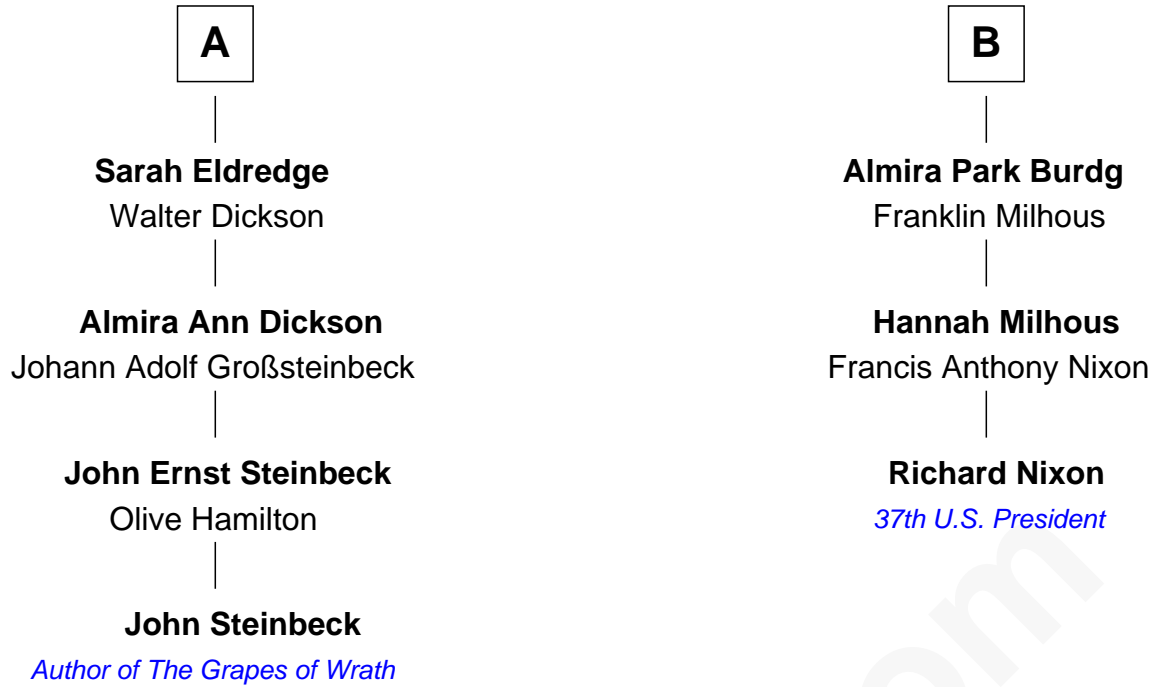 A
Sarah Eldredge
Walter Dickson
Almira Ann Dickson
Johann Adolf Großsteinbeck
John Ernst Steinbeck
Olive Hamilton
John Steinbeck
Author of The Grapes of Wrath
B
Almira Park Burdg
Franklin Milhous
Hannah Milhous
Francis Anthony Nixon
Richard Nixon
37th U.S. President
om